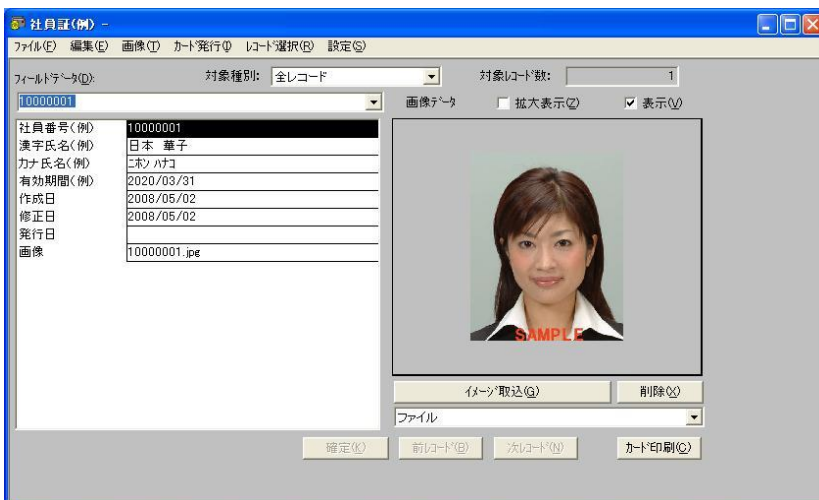 社員証(例) -
ファイル(F) 編集(E) 画像(T) カード発行(I) レコード選択(R) 設定(S)
フィールドデータ(D): 対象種別: 全レコード 対象レコード数: 1
10000001 画像データ 拡大表示(Z) 表示(V)
社員番号(例) 10000001
漢字氏名(例) 日本 華子
カナ氏名(例) ニホン ハナコ
有効期間(例) 2020/03/31
作成日 2008/05/02
修正日 2008/05/02
発行日
画像 10000001.jpg
SAMPLE
イメージ取込(G) 削除(X)
ファイル
確定(K) 前レコード(B) 次レコード(N) カード印刷(C)